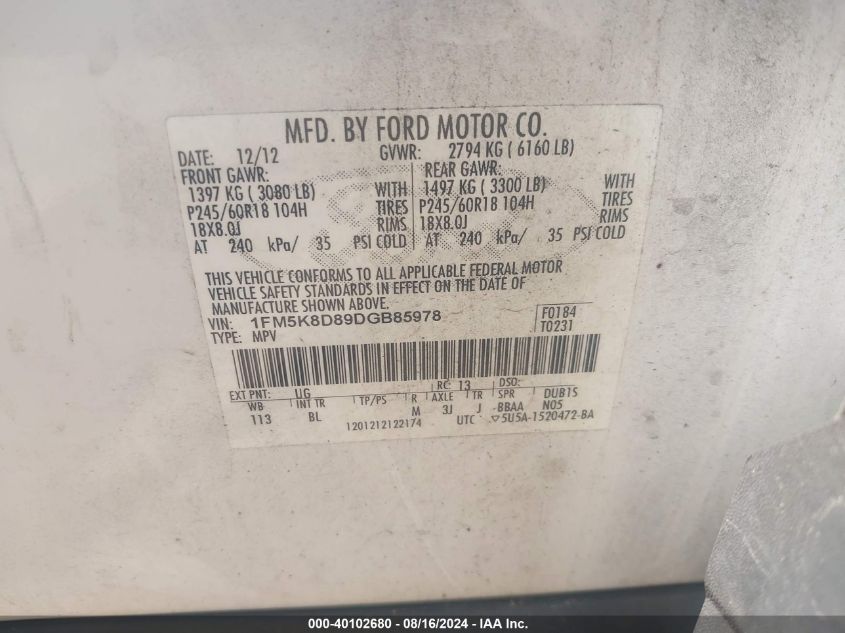 MFD. BY FORD MOTOR CO.
DATE: 12/12 GVWR: 2794 KG ( 6160 LB)
FRONT GAWR: REAR GAWR:
1397 KG ( 3080 LB) WITH 1497 KG ( 3300 LB) WITH
P245/60R18 104H TIRES P245/60R18 104H TIRES
18X8.0J RIMS 18X8.0J RIMS
AT 240 kPa/ 35 PSI COLD AT 240 kPa/ 35 PSI COLD
THIS VEHICLE CONFORMS TO ALL APPLICABLE FEDERAL MOTOR
VEHICLE SAFETY STANDARDS IN EFFECT ON THE DATE OF
MANUFACTURE SHOWN ABOVE.
VIN: 1FM5K8D89DGB85978 F0184
TYPE: MPV T0231
EXT PNT: UG RC: 13 DSO:
WB INT TR TP/PS R AXLE TR SPR DUB1S
113 BL M 3J J BBAA N05
1201212122174 UTC ▽5U5A-1520472-BA
000-40102680 - 08/16/2024 - IAA Inc.